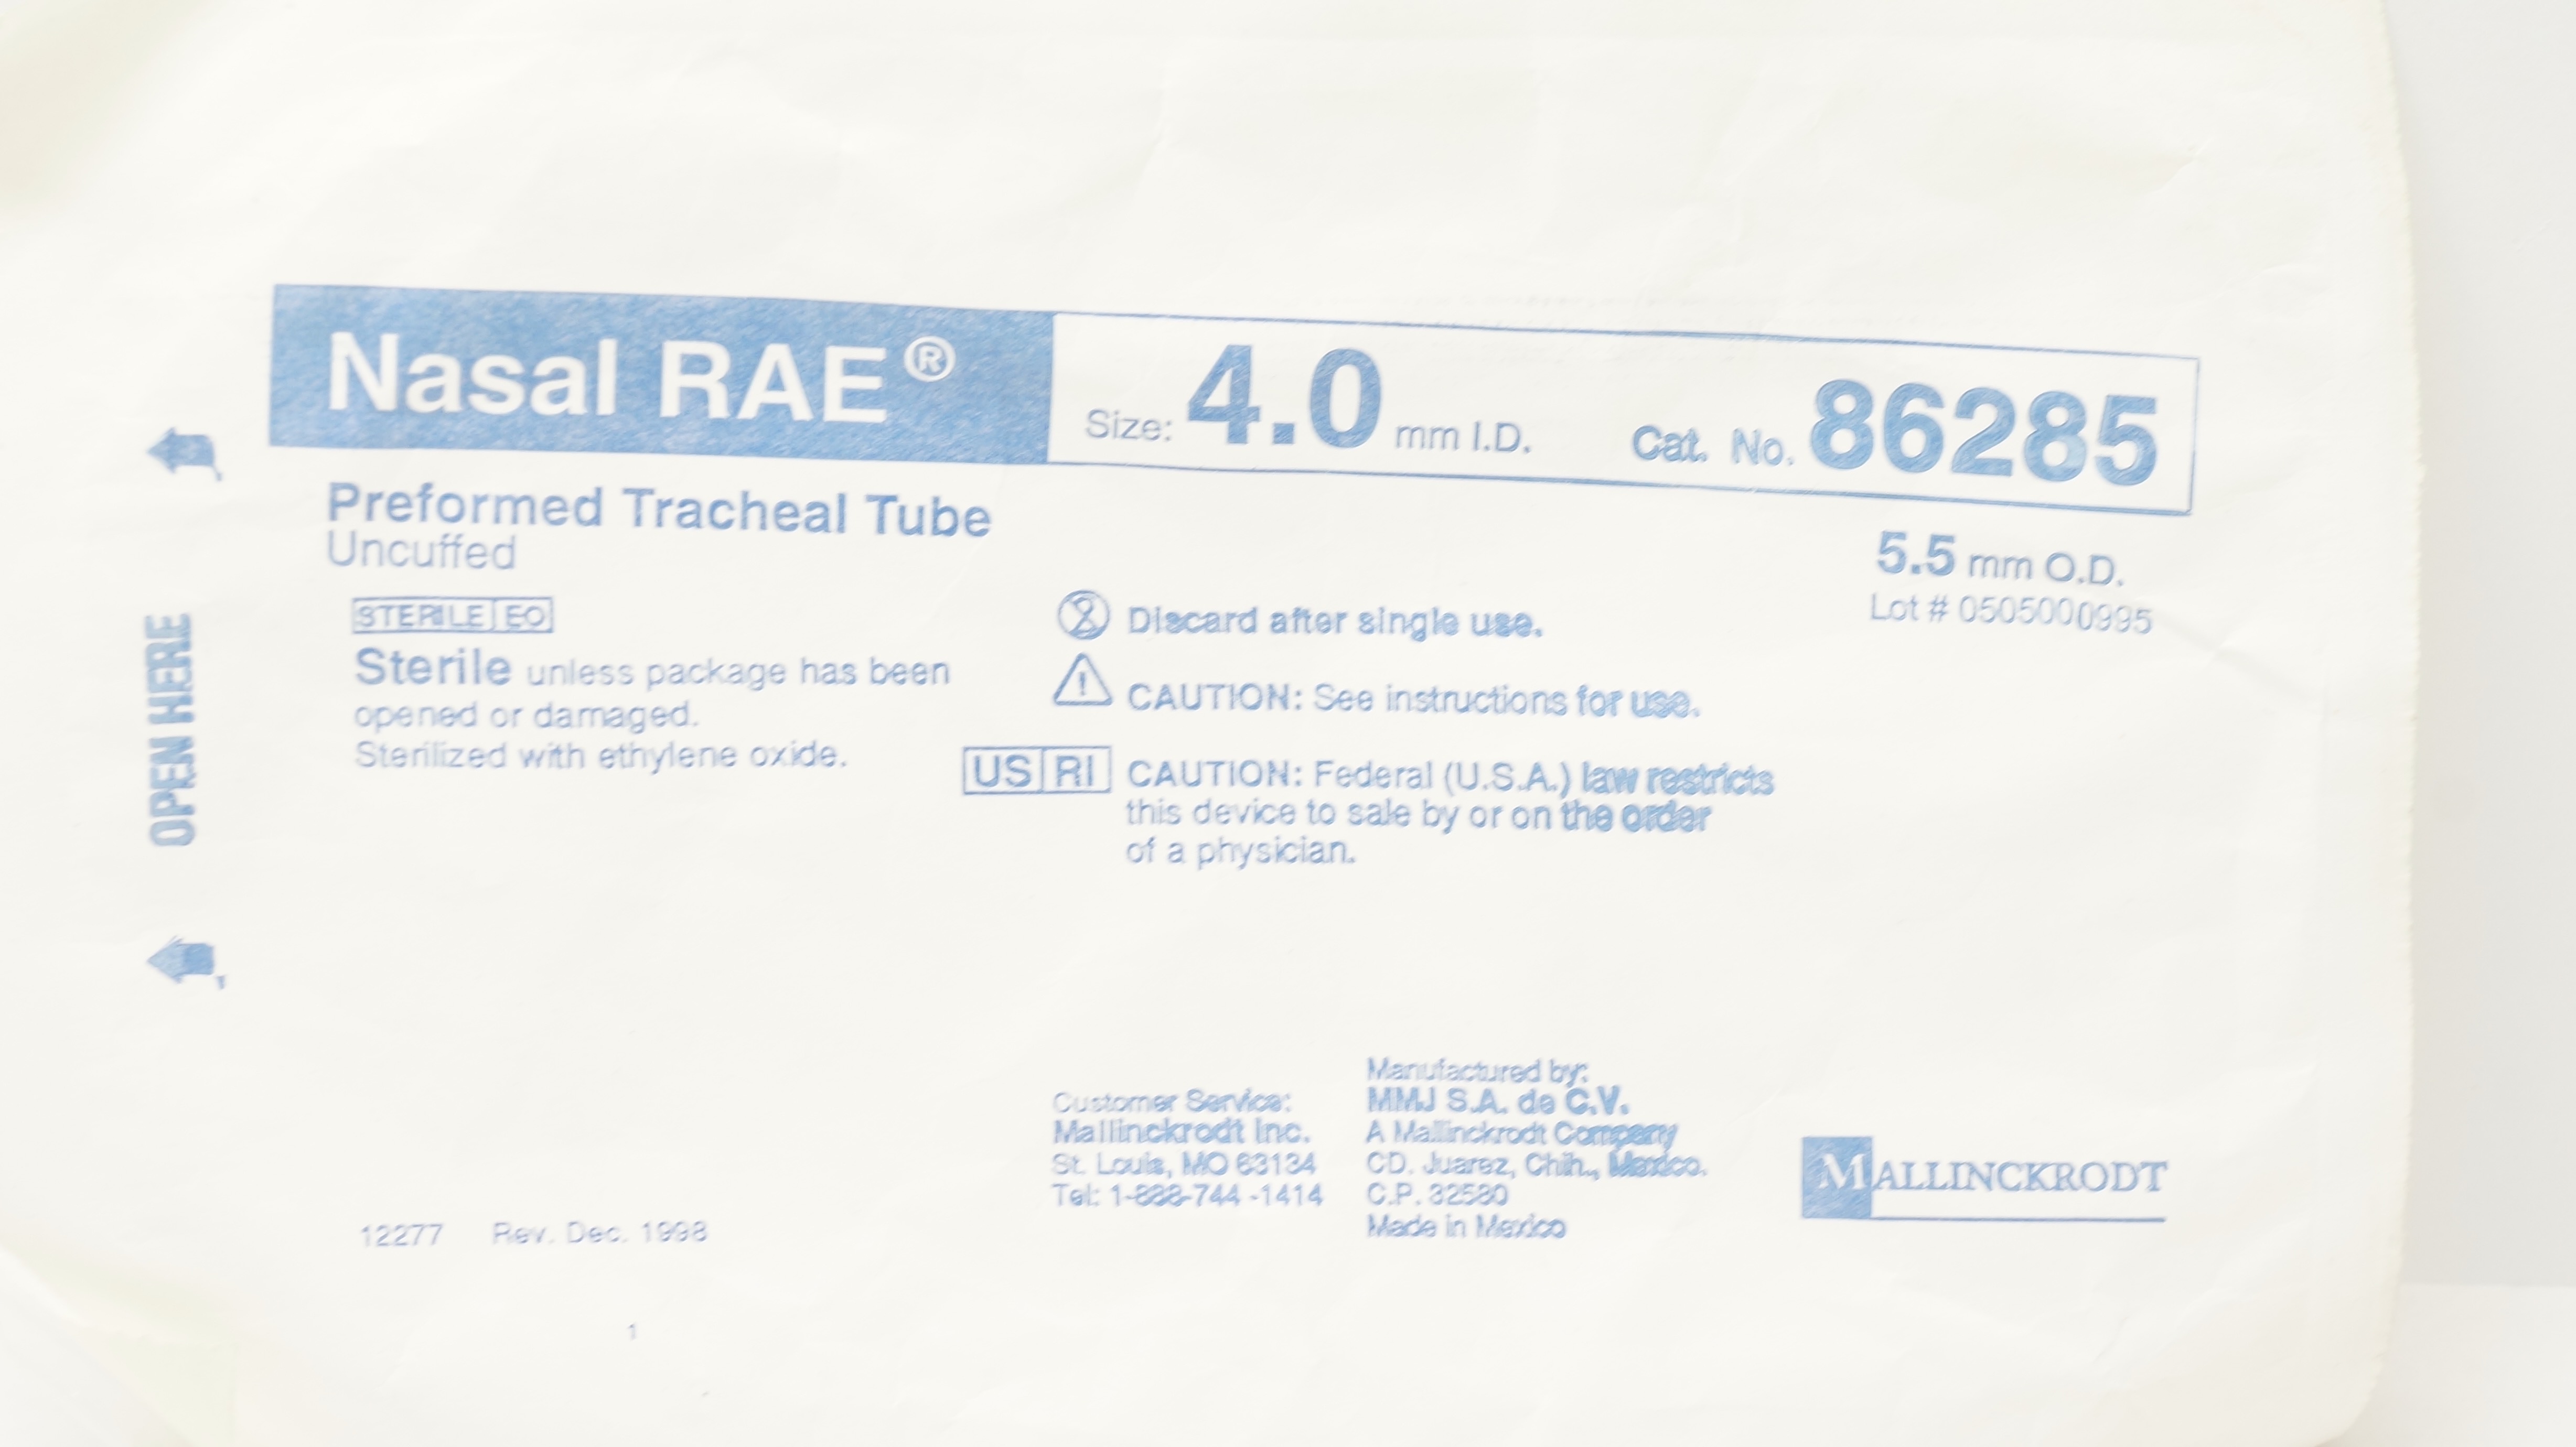 Nasal RAE®
Size: 4.0 mm I.D. Cat. No. 86285
Preformed Tracheal Tube
Uncuffed
5.5 mm O.D.
Lot # 0505000995
STERILE EO
Sterile unless package has been
opened or damaged.
Sterilized with ethylene oxide.
2 Discard after single use.
! CAUTION: See instructions for use.
US RI CAUTION: Federal (U.S.A.) law restricts
this device to sale by or on the order
of a physician.
OPEN HERE
Customer Service:
Mallinckrodt Inc.
St. Louis, MO 63134
Tel: 1-888-744 -1414
Manufactured by:
MMJ S.A. de C.V.
A Mallinckrodt Company
CD. Juarez, Chih., Mexico.
C.P. 32580
Made in Mexico
MALLINCKRODT
12277 Rev. Dec. 1998
1